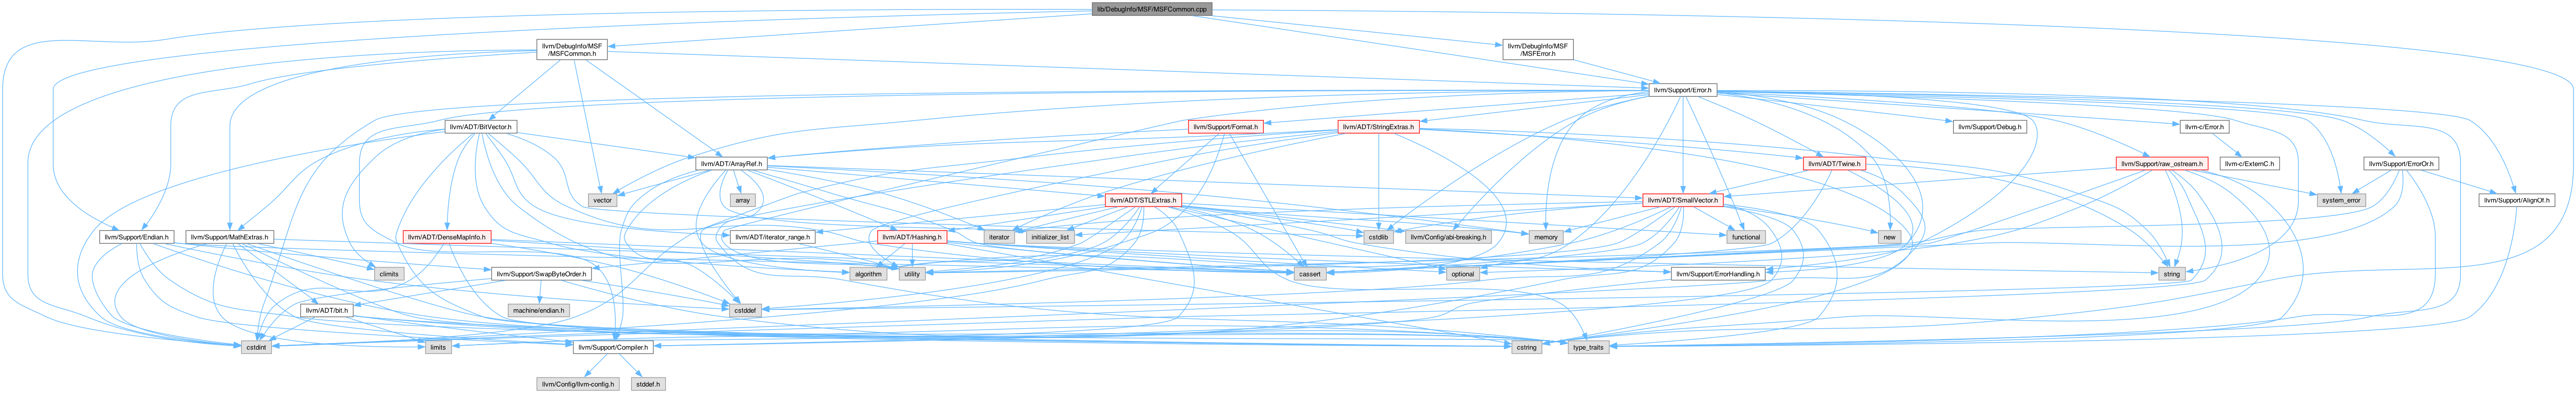 lib/DebugInfo/MSF/MSFCommon.cpp
llvm/DebugInfo/MSF
/MSFCommon.h
llvm/DebugInfo/MSF
/MSFError.h
llvm/Support/Error.h
llvm/ADT/BitVector.h
llvm/Support/Format.h
llvm/ADT/StringExtras.h
llvm/Support/Debug.h
llvm-c/Error.h
llvm/ADT/ArrayRef.h
llvm/ADT/Twine.h
llvm-c/ExternC.h
llvm/Support/raw_ostream.h
llvm/Support/ErrorOr.h
vector
array
llvm/ADT/STLExtras.h
llvm/ADT/SmallVector.h
system_error
llvm/Support/AlignOf.h
llvm/Support/Endian.h
llvm/Support/MathExtras.h
llvm/ADT/DenseMapInfo.h
llvm/ADT/iterator_range.h
llvm/ADT/Hashing.h
iterator
initializer_list
cstdlib
llvm/Config/abi-breaking.h
memory
functional
new
climits
llvm/Support/SwapByteOrder.h
algorithm
utility
cassert
optional
llvm/Support/ErrorHandling.h
string
machine/endian.h
llvm/ADT/bit.h
cstddef
cstdint
limits
llvm/Support/Compiler.h
cstring
type_traits
llvm/Config/llvm-config.h
stddef.h